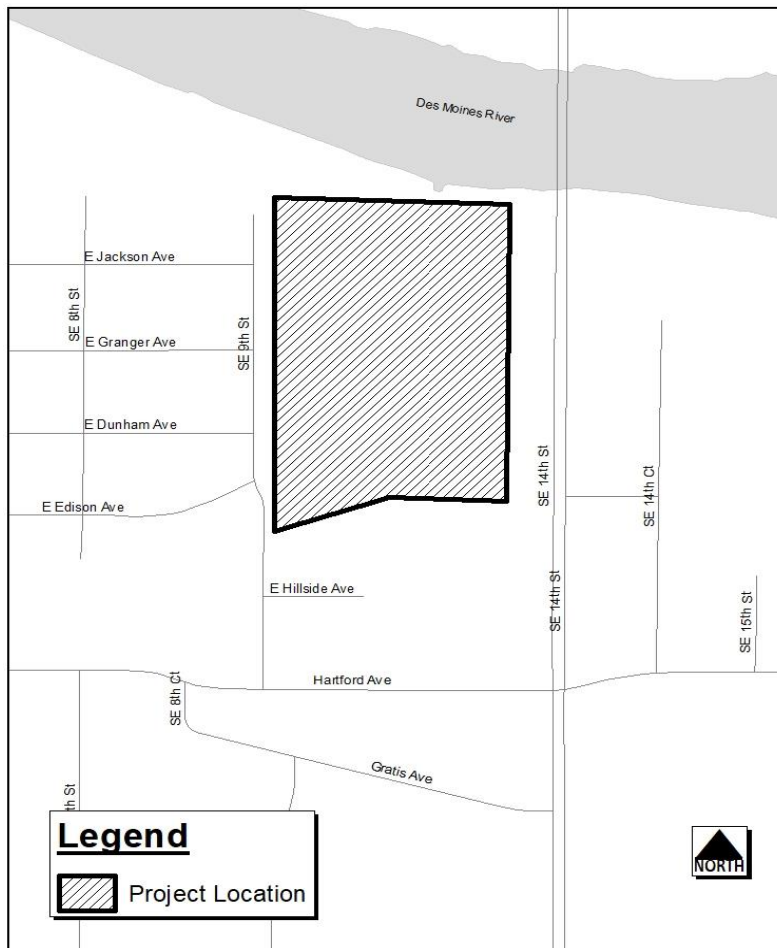 Des Moines River
E Jackson Ave
SE 8th St
SE 9th St
E Granger Ave
E Dunham Ave
SE 14th St
SE 14th Ct
E Edison Ave
E Hillside Ave
SE 14th St
SE 15th St
Hartford Ave
SE 8th Ct
Gratis Ave
th St
Legend
Project Location
NORTH